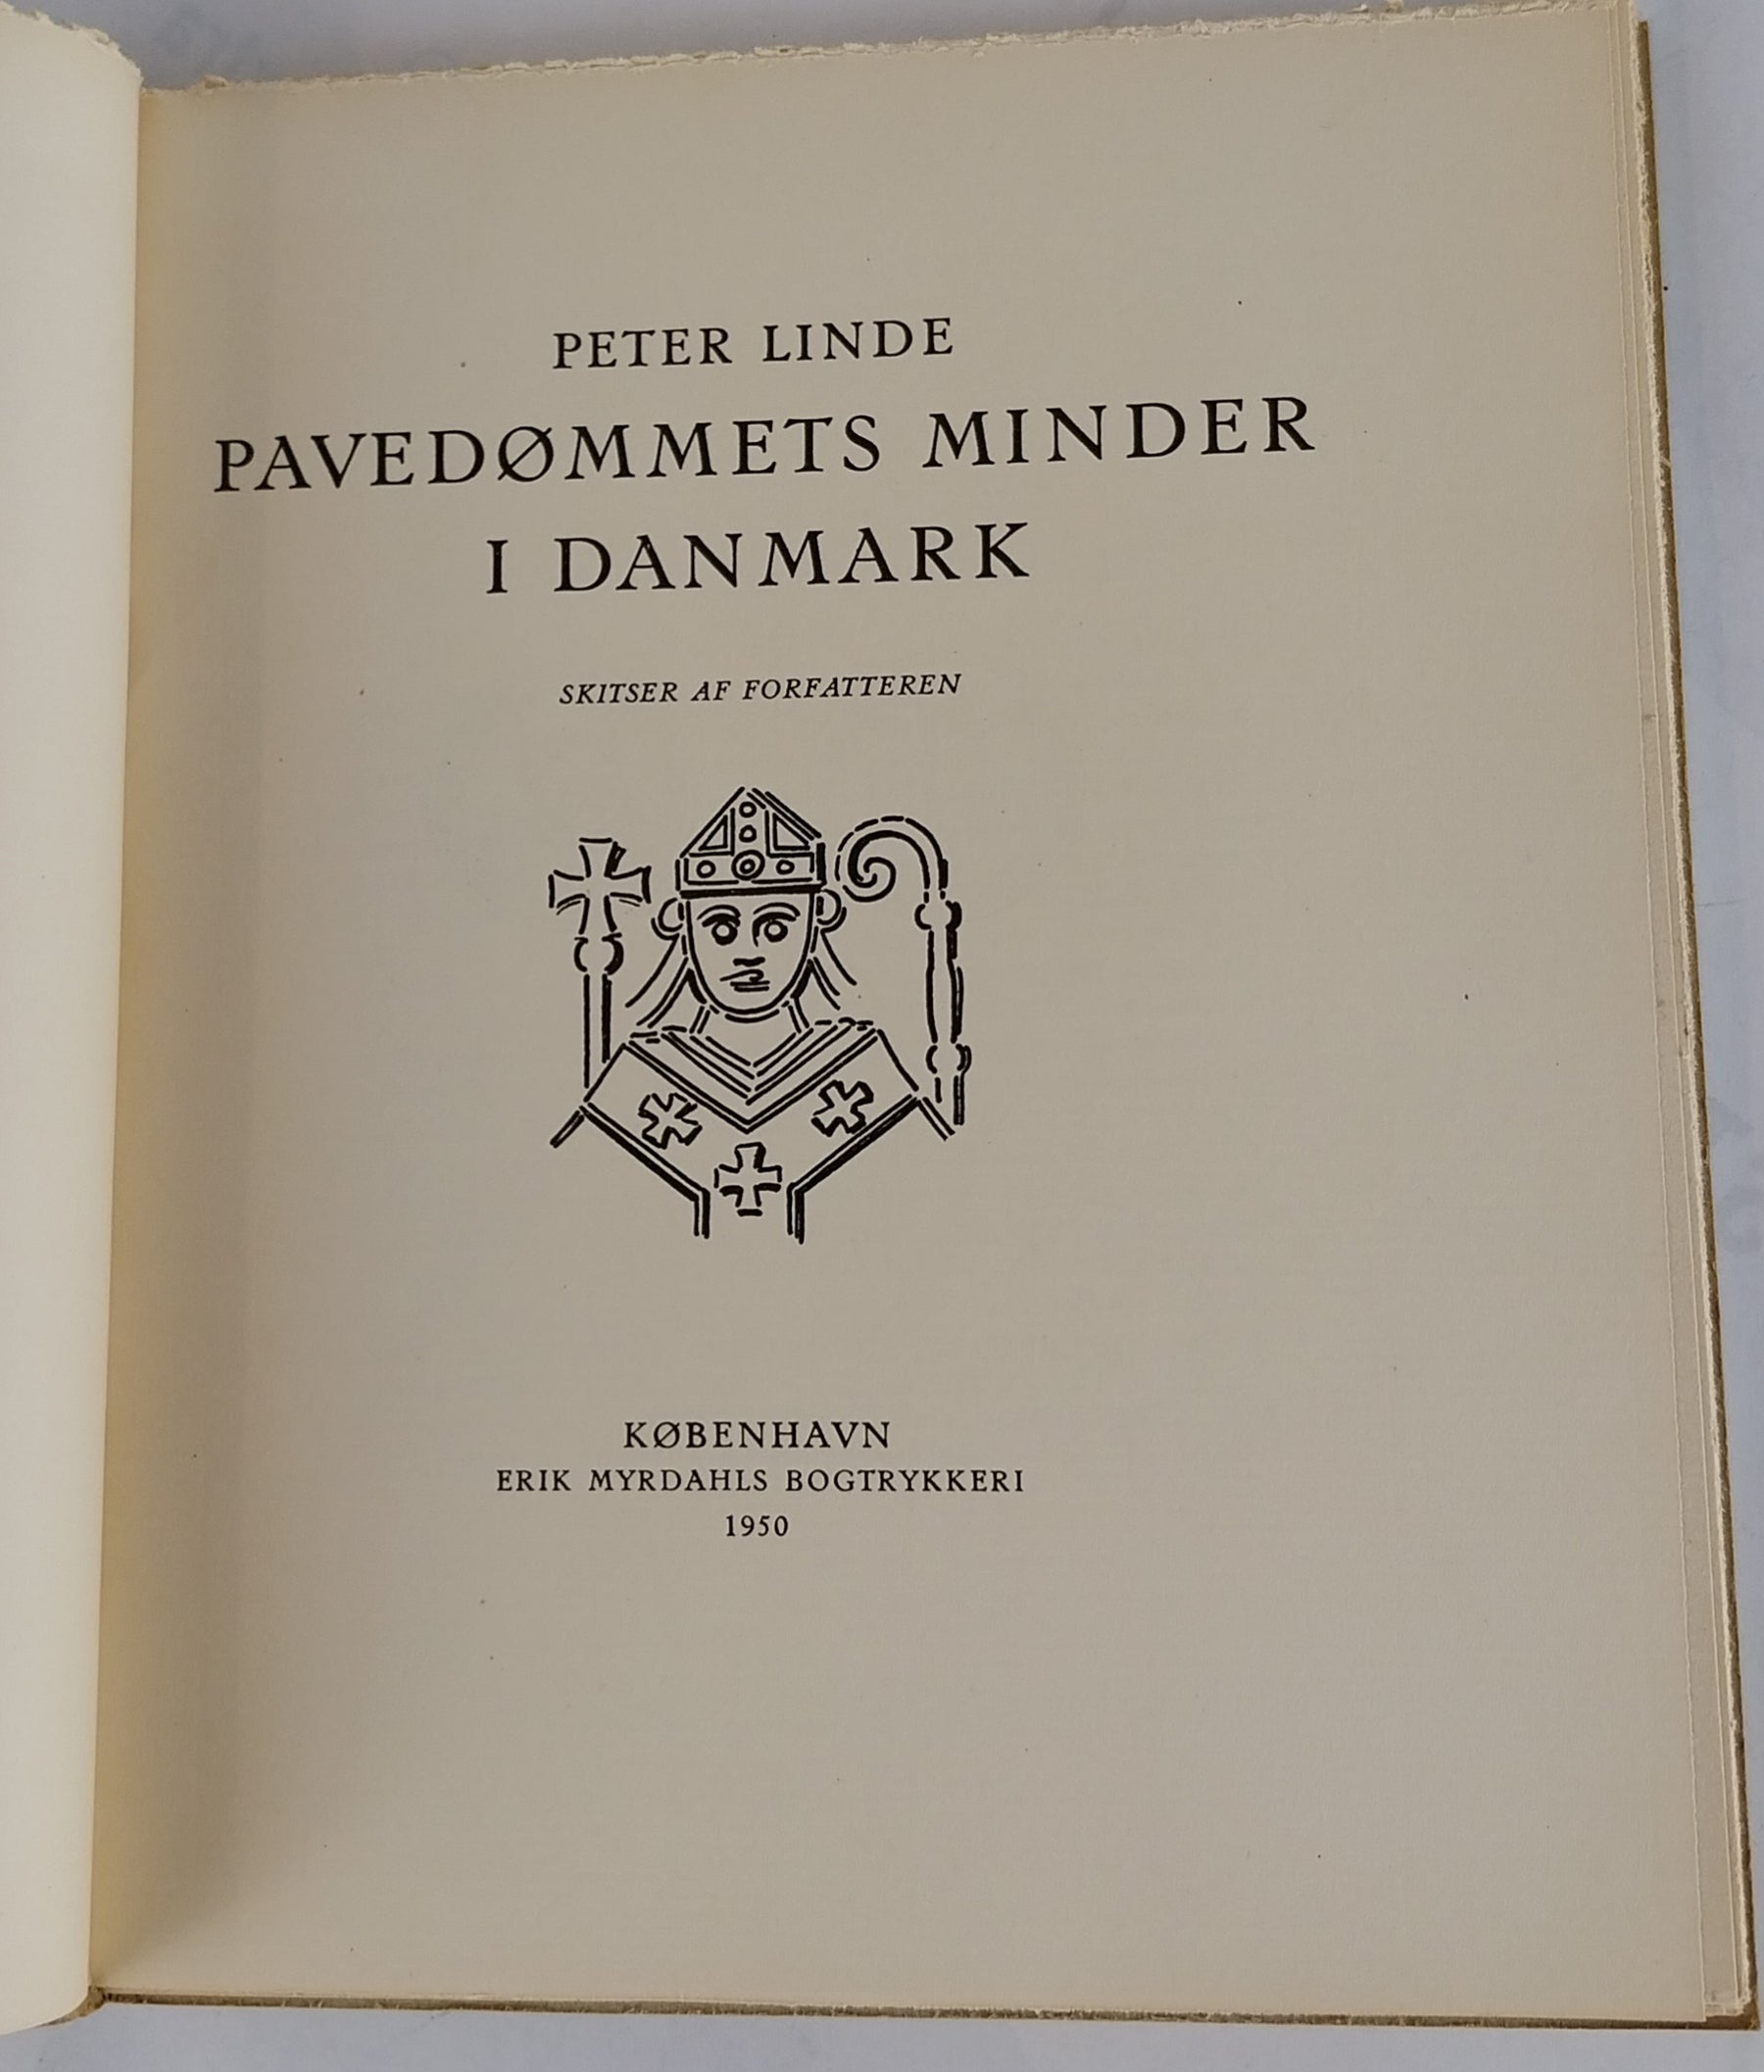 PETER LINDE
PAVEDØMMETS MINDER
I DANMARK
SKITSER AF FORFATTEREN
KØBENHAVN
ERIK MYRDAHLS BOGTRYKKERI
1950